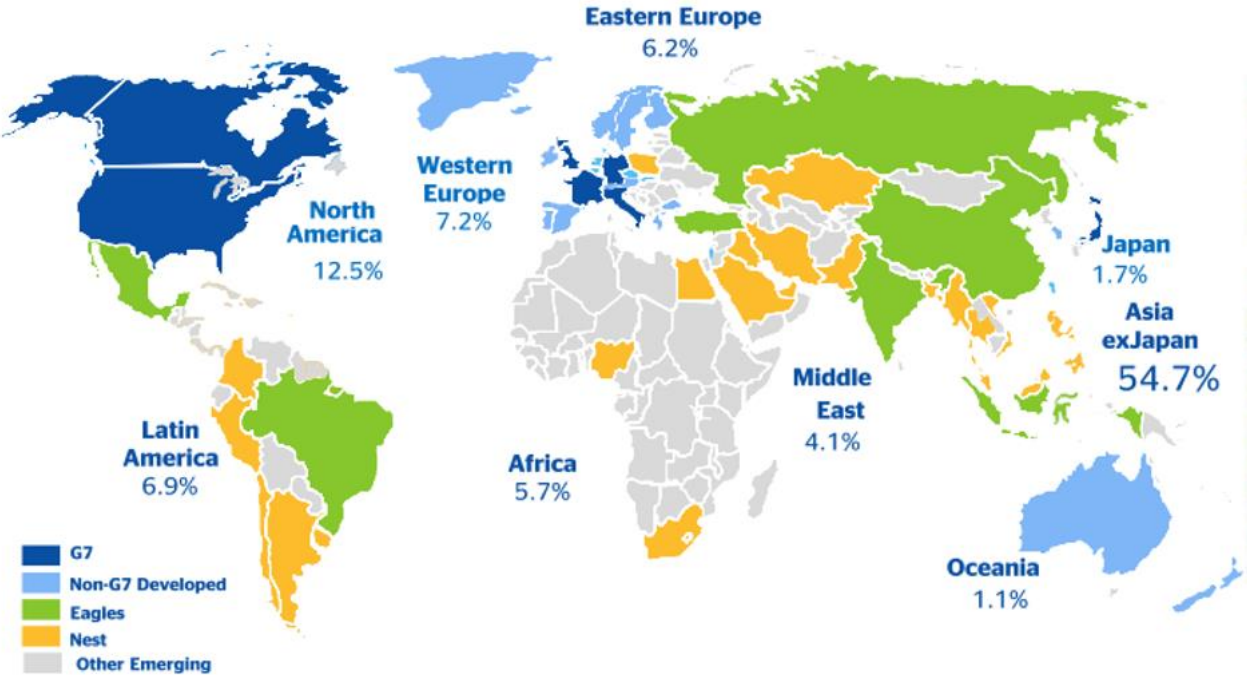 Eastern Europe
6.2%
Western
Europe
7.2%
North
America
12.5%
Japan
1.7%
Asia
exJapan
54.7%
Middle
East
4.1%
Latin
America
6.9%
Africa
5.7%
Oceania
1.1%
G7
Non-G7 Developed
Eagles
Nest
Other Emerging